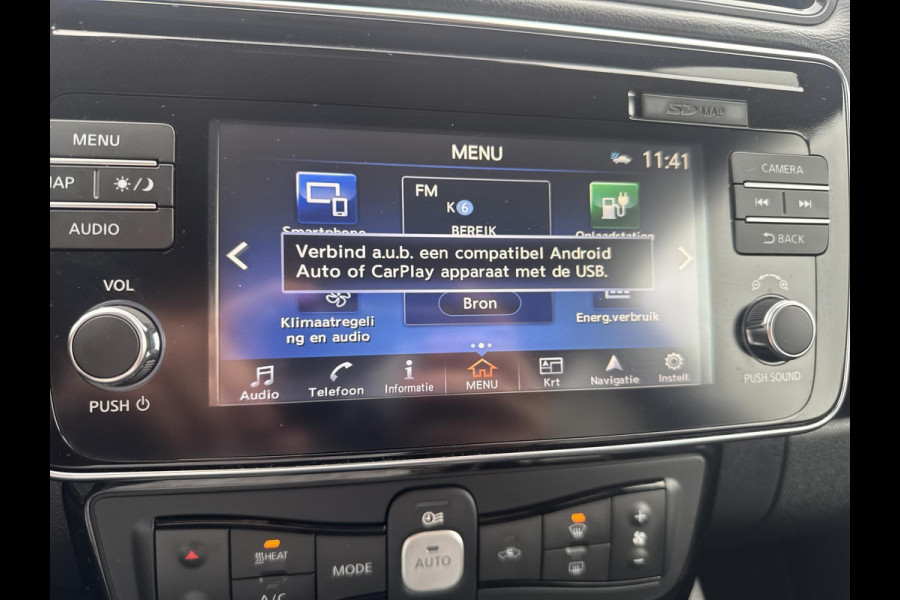 SD MAP
MENU
MAP
AUDIO
VOL
PUSH
MENU
11:41
Smartphone
FM
K6
BEREIK
Oplaadstation
Verbind a.u.b. een compatibel Android
Auto of CarPlay apparaat met de USB.
Klimaatregeli
ng en audio
Bron
Energ.verbruik
Audio
Telefoon
Informatie
MENU
Krt
Navigatie
Instell.
CAMERA
BACK
PUSH SOUND
HEAT
A/C
MODE
AUTO